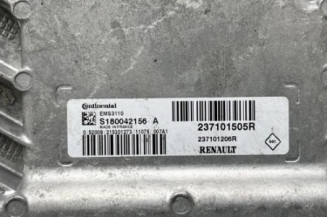 Continental
EMS3110
S180042156 A
MADE IN FRANCE
237101505R
237101206R
RENAULT